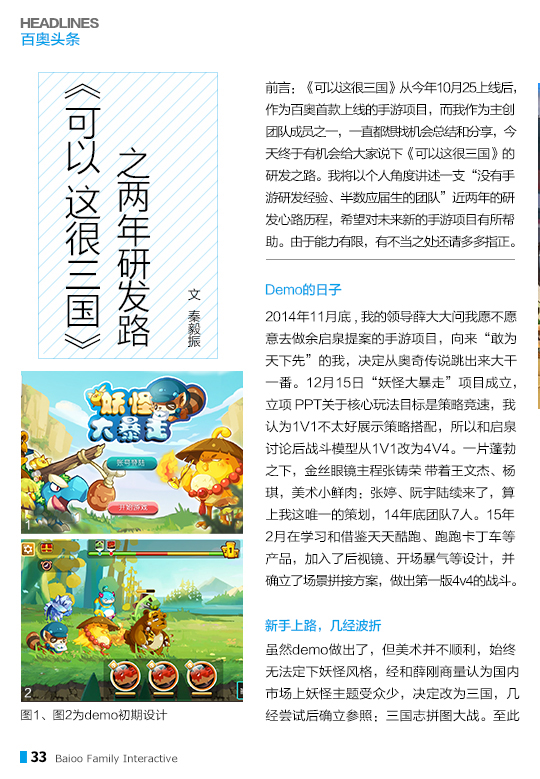 HEADLINES
百奥头条
《可以 这很三国》
之两年研发路
文 秦毅振
妖怪
大暴走
账号登陆
开始游戏
1
2
图1、图2为demo初期设计
前言：《可以这很三国》从今年10月25上线后，
作为百奥首款上线的手游项目，而我作为主创
团队成员之一，一直都想找机会总结和分享，今
天终于有机会给大家说下《可以这很三国》的
研发之路。我将以个人角度讲述一支“没有手
游研发经验、半数应届生的团队”近两年的研
发心路历程，希望对未来新的手游项目有所帮
助。由于能力有限，有不当之处还请多多指正。
Demo的日子
2014年11月底 , 我的领导薛大大问我愿不愿
意去做余启泉提案的手游项目，向来“敢为
天下先”的我，决定从奥奇传说跳出来大干
一番。12月15日“妖怪大暴走”项目成立，
立项 PPT关于核心玩法目标是策略竞速，我
认为1V1不太好展示策略搭配，所以和启泉
讨论后战斗模型从1V1改为4V4。一片蓬勃
之下，金丝眼镜主程张铸荣 带着王文杰、杨
琪，美术小鲜肉：张婷、阮宇陆续来了，算
上我这唯一的策划，14年底团队7人。15年
2月在学习和借鉴天天酷跑、跑跑卡丁车等
产品，加入了后视镜、开场暴气等设计，并
确立了场景拼接方案，做出第一版4v4的战斗。
新手上路，几经波折
虽然demo做出了，但美术并不顺利，始终
无法定下妖怪风格，经和薛刚商量认为国内
市场上妖怪主题受众少，决定改为三国，几
经尝试后确立参照：三国志拼图大战。至此
33 Baioo Family Interactive